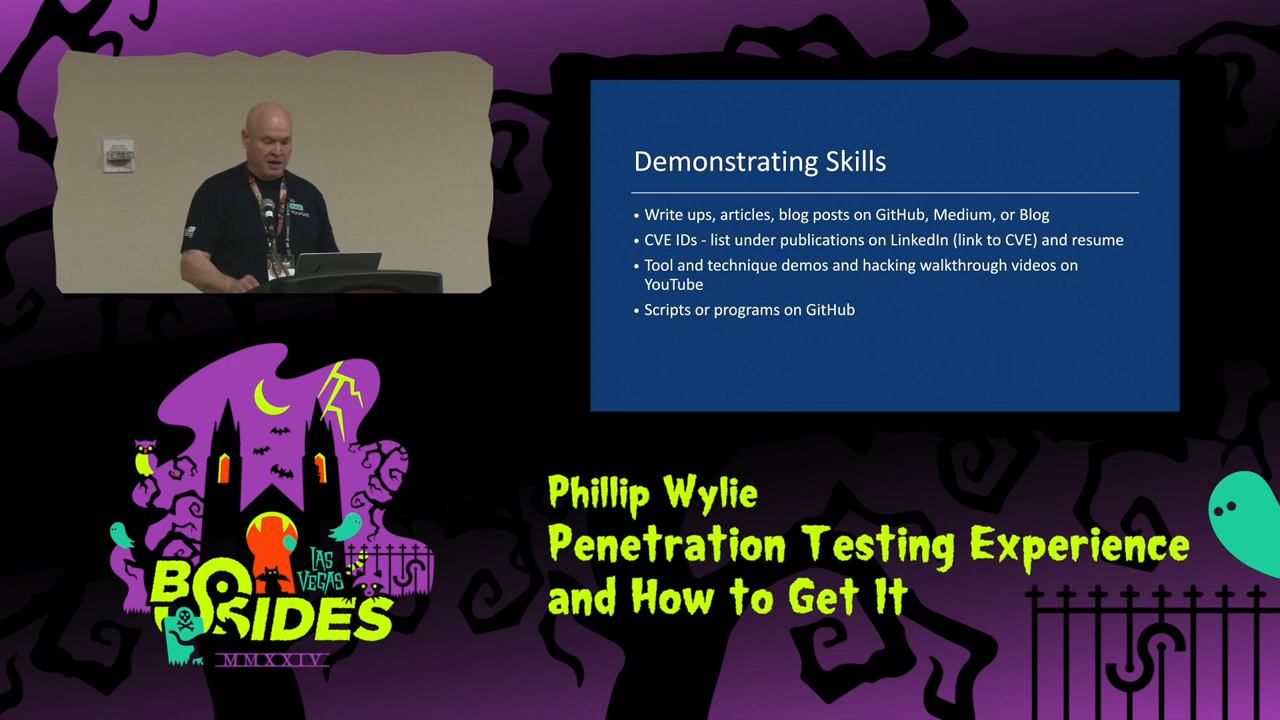 Demonstrating Skills
• Write ups, articles, blog posts on GitHub, Medium, or Blog
• CVE IDs - list under publications on LinkedIn (link to CVE) and resume
• Tool and technique demos and hacking walkthrough videos on
YouTube
• Scripts or programs on GitHub
LAS
VEGAS
BSIDES
MMXXIV
Phillip Wylie
Penetration Testing Experience
and How to Get It